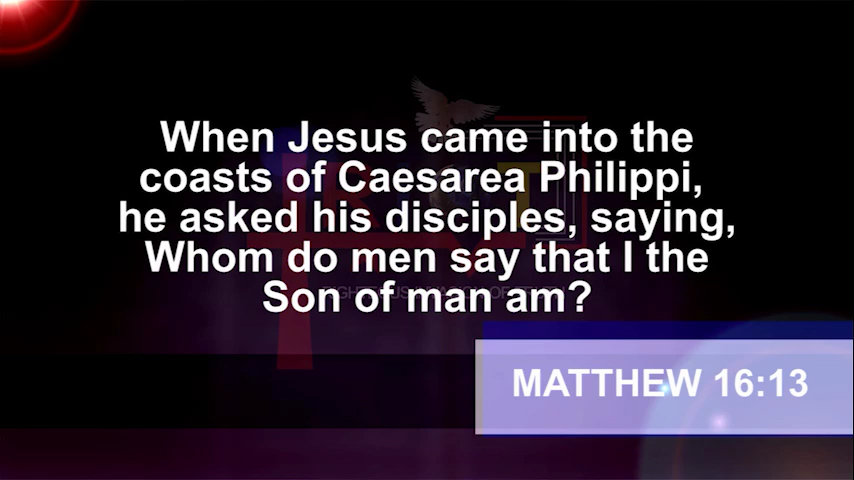 When Jesus came into the
coasts of Caesarea Philippi,
he asked his disciples, saying,
Whom do men say that I the
Son of man am?
MATTHEW 16:13